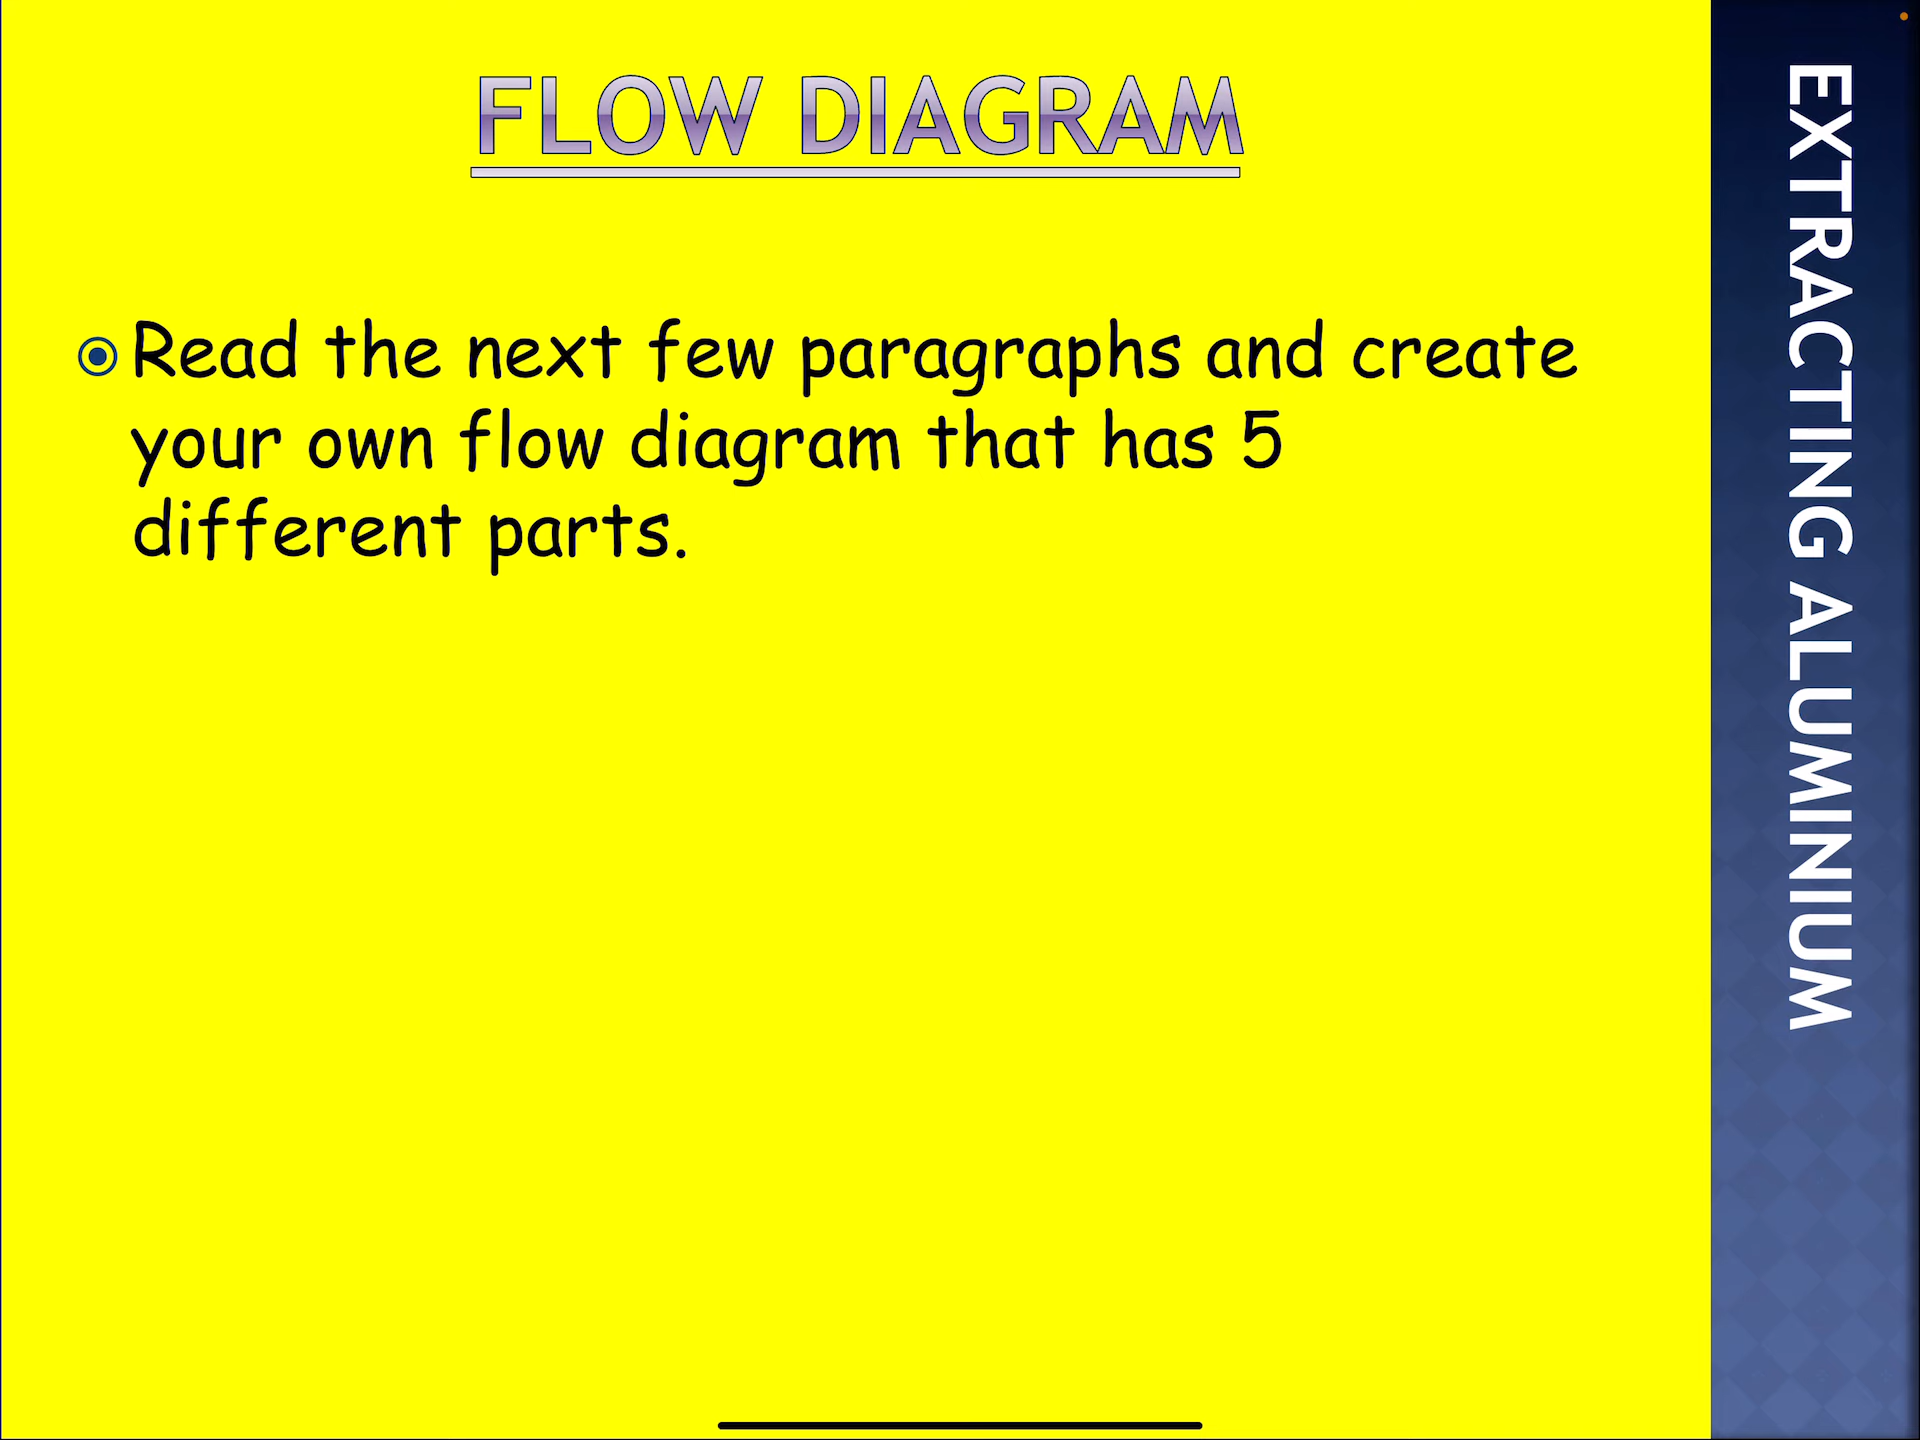 FLOW DIAGRAM
Read the next few paragraphs and create
your own flow diagram that has 5
different parts.
EXTRACTING ALUMINIUM